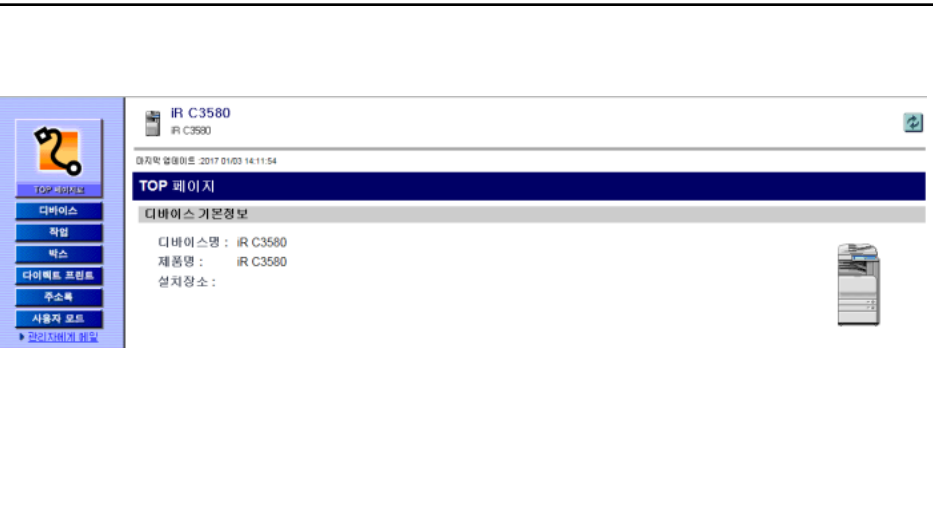 iR C3580
iR C3580
마지막 업데이트 :2017 01/03 14:11:54
TOP 페이지
TOP 페이지로
디바이스
작업
박스
다이렉트 프린트
주소록
사용자 모드
관리자에게 메일
디바이스 기본정보
디바이스명 : iR C3580
제품명 : iR C3580
설치장소 :